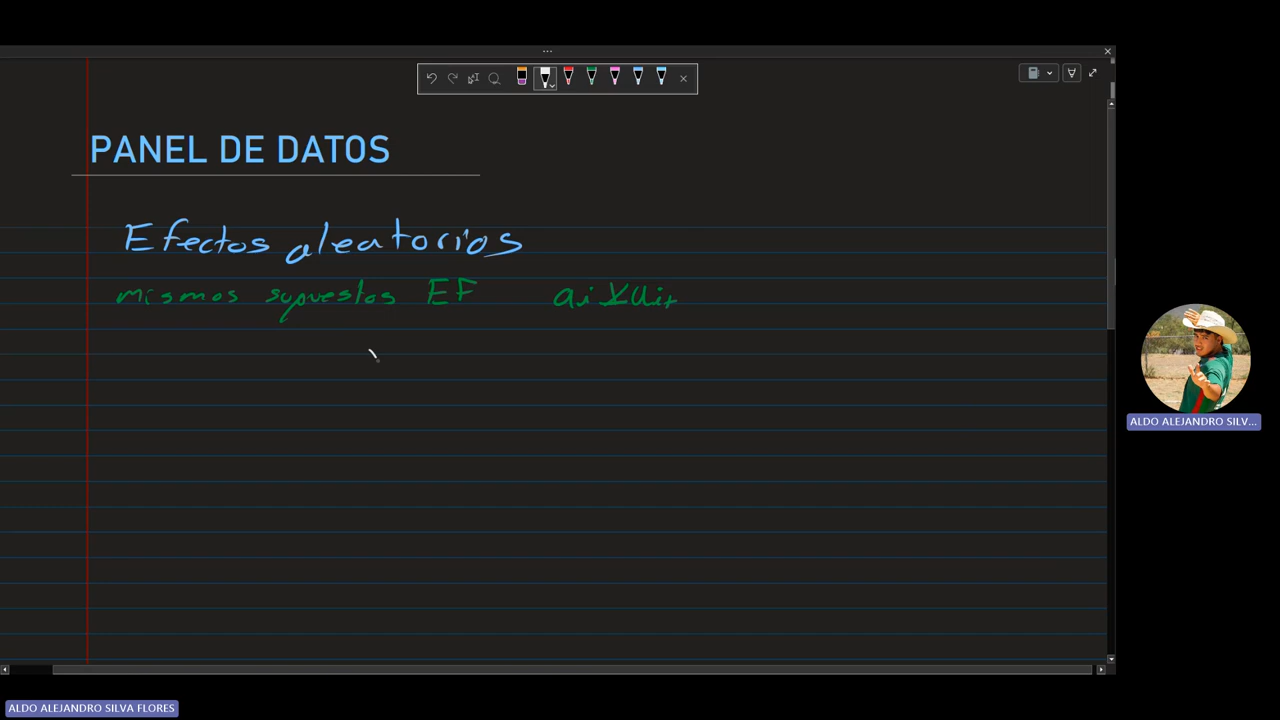 PANEL DE DATOS
Efectos aleatorios
mismos supuestos EF
ALDO ALEJANDRO SILV...
ALDO ALEJANDRO SILVA FLORES